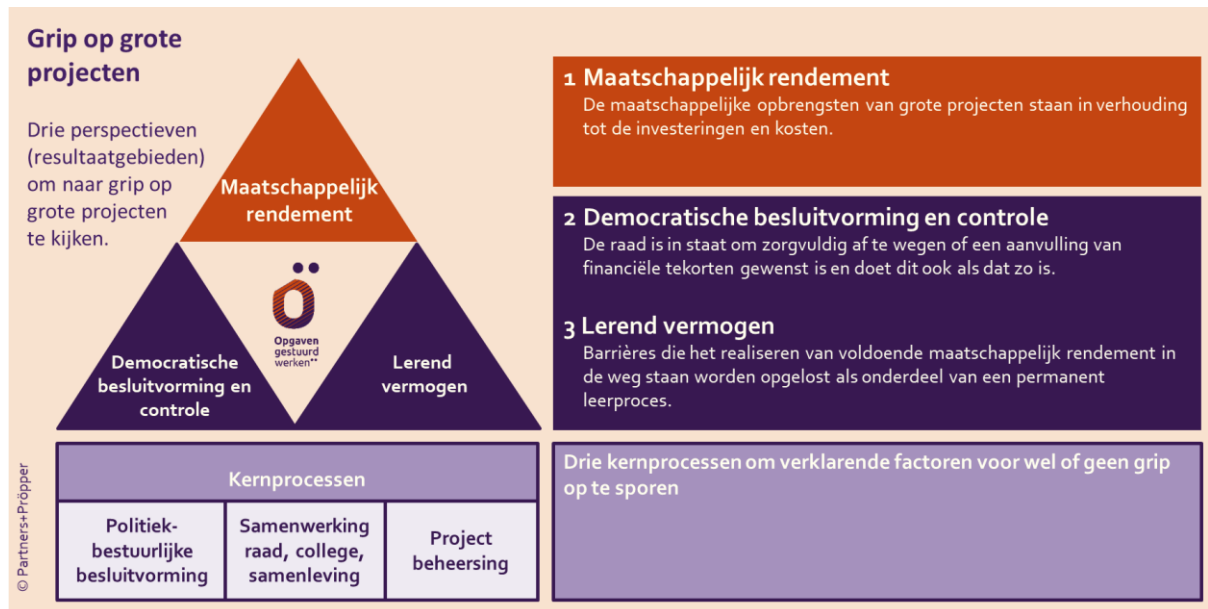 Grip op grote
projecten
Drie perspectieven
(resultaatgebieden)
om naar grip op
grote projecten
te kijken.
Maatschappelijk
rendement
Opgaven
gestuurd
werken
Democratische
besluitvorming en
controle
Lerend
vermogen
1 Maatschappelijk rendement
De maatschappelijke opbrengsten van grote projecten staan in verhouding
tot de investeringen en kosten.
2 Democratische besluitvorming en controle
De raad is in staat om zorgvuldig af te wegen of een aanvulling van
financiële tekorten gewenst is en doet dit ook als dat zo is.
3 Lerend vermogen
Barrières die het realiseren van voldoende maatschappelijk rendement in
de weg staan worden opgelost als onderdeel van een permanent
leerproces.
Kernprocessen
Politiek-
bestuurlijke
besluitvorming
Samenwerking
raad, college,
samenleving
Project
beheersing
Drie kernprocessen om verklarende factoren voor wel of geen grip
op te sporen
© Partners+Pröpper